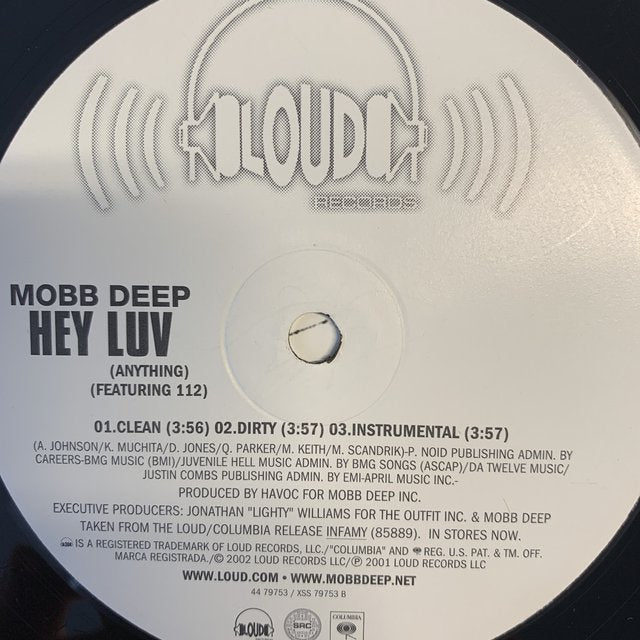 LOUD
RECORDS
MOBB DEEP
HEY LUV
(ANYTHING)
(FEATURING 112)
01.CLEAN (3:56) 02.DIRTY (3:57) 03.INSTRUMENTAL (3:57)
(A. JOHNSON/K. MUCHITA/D. JONES/Q. PARKER/M. KEITH/M. SCANDRIK)-P. NOID PUBLISHING ADMIN. BY
CAREERS-BMG MUSIC (BMI)/JUVENILE HELL MUSIC ADMIN. BY BMG SONGS (ASCAP)/DA TWELVE MUSIC/
JUSTIN COMBS PUBLISHING ADMIN. BY EMI-APRIL MUSIC INC.-
PRODUCED BY HAVOC FOR MOBB DEEP INC.
EXECUTIVE PRODUCERS: JONATHAN "LIGHTY" WILLIAMS FOR THE OUTFIT INC. & MOBB DEEP
TAKEN FROM THE LOUD/COLUMBIA RELEASE INFAMY (85889). IN STORES NOW.
IS A REGISTERED TRADEMARK OF LOUD RECORDS, LLC./"COLUMBIA" AND REG. U.S. PAT. & TM. OFF.
MARCA REGISTRADA./© 2002 LOUD RECORDS LLC/℗ 2001 LOUD RECORDS LLC
WWW.LOUD.COM • WWW.MOBBDEEP.NET
44 79753 / XSS 79753 B
LOUD SRC COLUMBIA